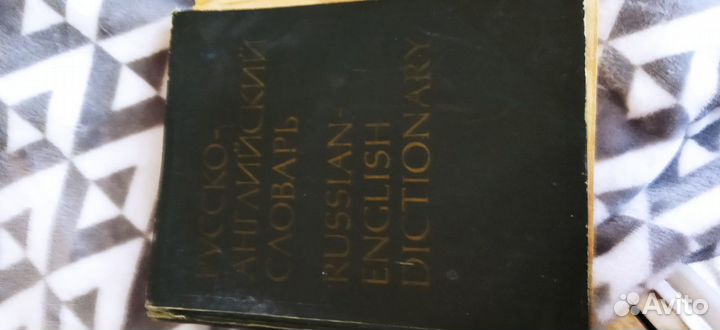 РУССКО-
АНГЛИЙСКИЙ
СЛОВАРЬ
RUSSIAN-
ENGLISH
DICTIONARY
Avito